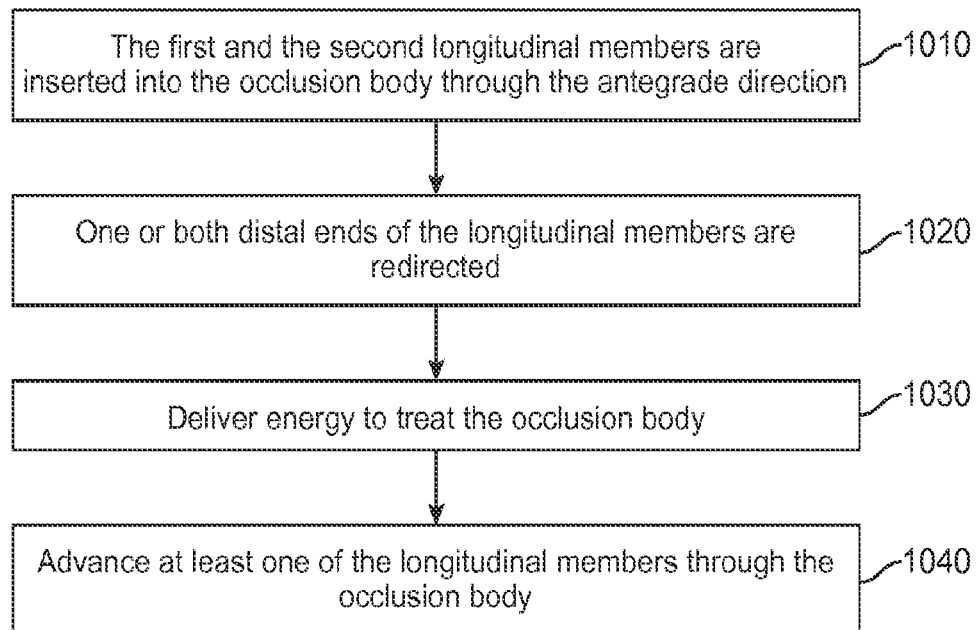 The first and the second longitudinal members are
inserted into the occlusion body through the antegrade direction
1010
One or both distal ends of the longitudinal members are
redirected
1020
Deliver energy to treat the occlusion body
1030
Advance at least one of the longitudinal members through the
occlusion body
1040